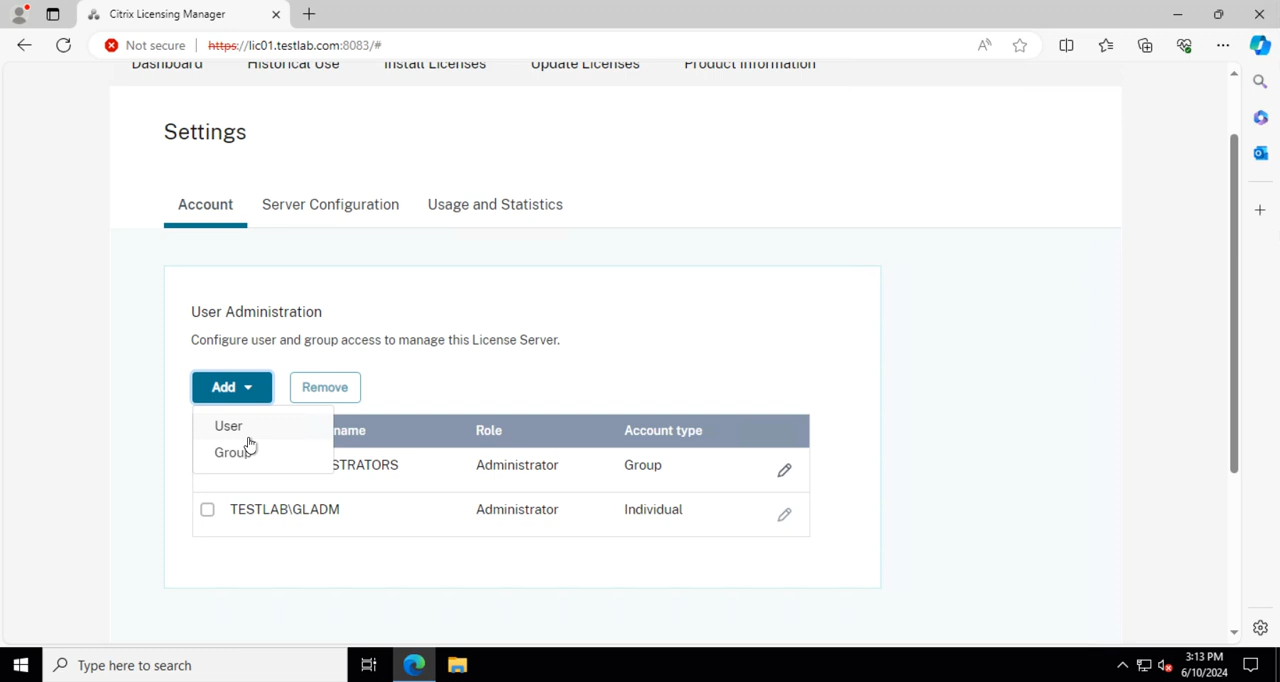 Citrix Licensing Manager
Not secure https://lic01.testlab.com:8083/#
Dashboard Historical Use Install Licenses Update Licenses Product Information
Settings
Account Server Configuration Usage and Statistics
User Administration
Configure user and group access to manage this License Server.
Add Remove
User
Group
name Role Account type
STRATORS Administrator Group
TESTLAB\GLADM Administrator Individual
Type here to search
3:13 PM
6/10/2024